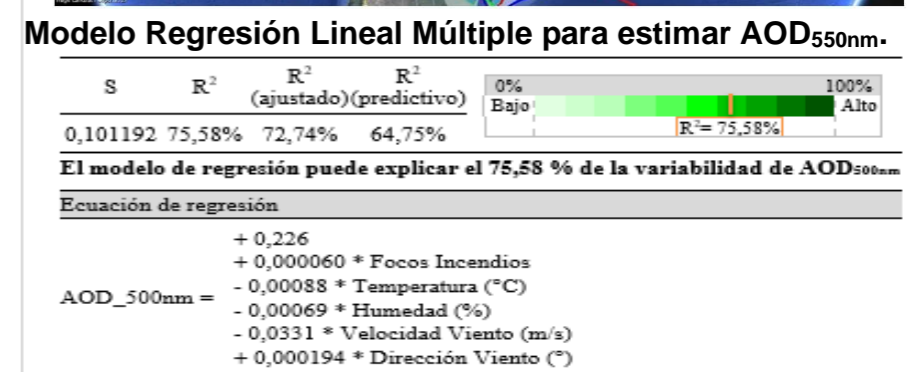 Modelo Regresión Lineal Múltiple para estimar AOD550nm.
S R² R² (ajustado) R² (predictivo)
0,101192 75,58% 72,74% 64,75%
0% 100%
Bajo Alto
R²= 75,58%
El modelo de regresión puede explicar el 75,58 % de la variabilidad de AOD500nm
Ecuación de regresión
AOD_500nm =
+ 0,226
+ 0,000060 * Focos Incendios
- 0,00088 * Temperatura (°C)
- 0,00069 * Humedad (%)
- 0,0331 * Velocidad Viento (m/s)
+ 0,000194 * Dirección Viento (°)